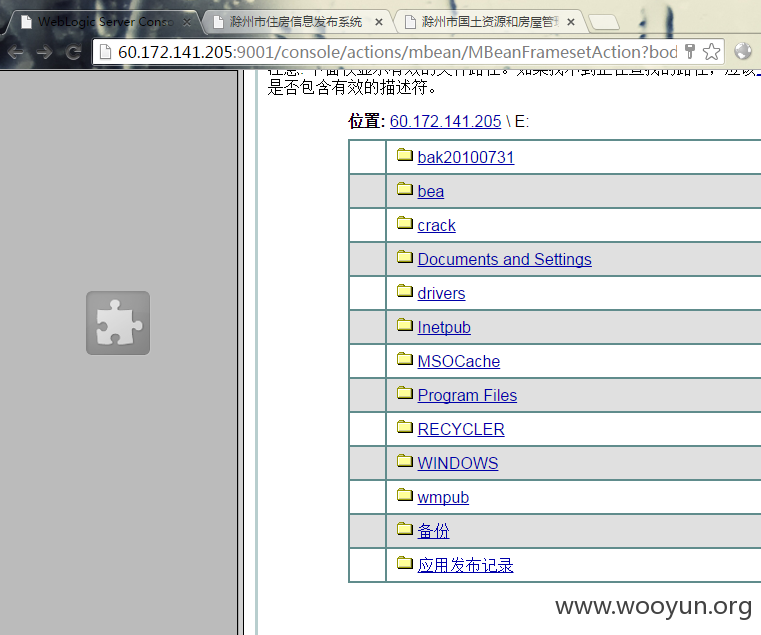 WebLogic Server Conso
滁州市住房信息发布系统
滁州市国土资源和房屋管
60.172.141.205:9001/console/actions/mbean/MBeanFramesetAction?bod
是否包含有效的描述符。
位置: 60.172.141.205 \ E:
bak20100731
bea
crack
Documents and Settings
drivers
Inetpub
MSOCache
Program Files
RECYCLER
WINDOWS
wmpub
备份
应用发布记录
www.wooyun.org